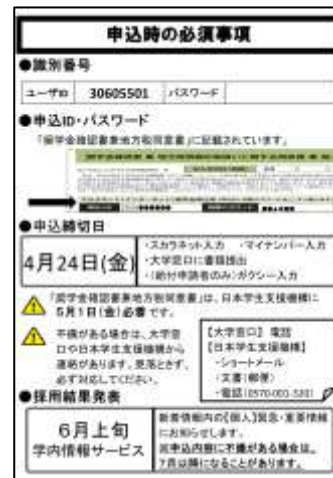 申込時の必須事項
●識別番号
ユーザID 30605501 パスワード
●申込ID・パスワード
「奨学金確認書兼地方税同意書」に記載されています。
●申込締切日
4月24日(金)
・スカラネット入力 ・マイナンバー入力
・大学窓口に書類提出
・(給付申請者のみ)ガクシー入力
「奨学金確認書兼地方税同意書」は、日本学生支援機構に
5月1日(金)必着です。
不備がある場合は、大学窓
口や日本学生支援機構から
連絡があります。見落とさず、
必ず対応してください。
【大学窓口】 電話
【日本学生支援機構】
・ショートメール
・文書(郵便)
・電話(0570-001-320)
●採用結果発表
6月上旬
学内情報サービス
新着情報内の【個人】緊急・重要情報
にお知らせします。
※申込内容に不備がある場合は、
7月以降になることがあります。